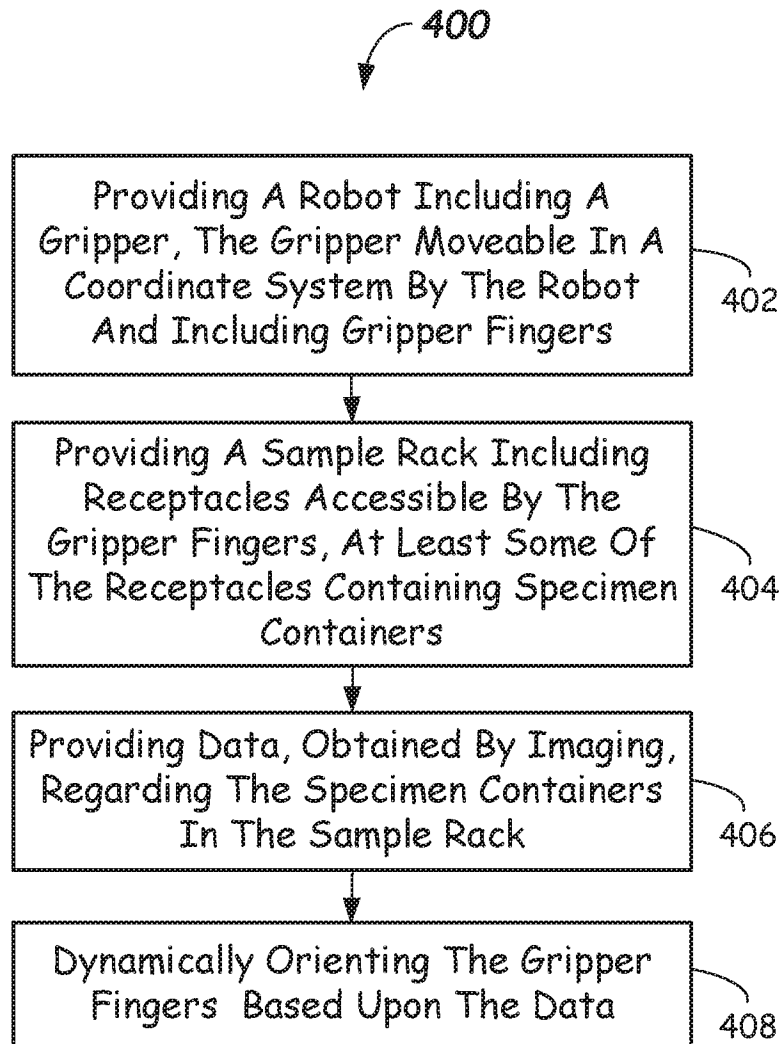 400
Providing A Robot Including A
Gripper, The Gripper Moveable In A
Coordinate System By The Robot
And Including Gripper Fingers
402
Providing A Sample Rack Including
Receptacles Accessible By The
Gripper Fingers, At Least Some Of
The Receptacles Containing Specimen
Containers
404
Providing Data, Obtained By Imaging,
Regarding The Specimen Containers
In The Sample Rack
406
Dynamically Orienting The Gripper
Fingers Based Upon The Data
408